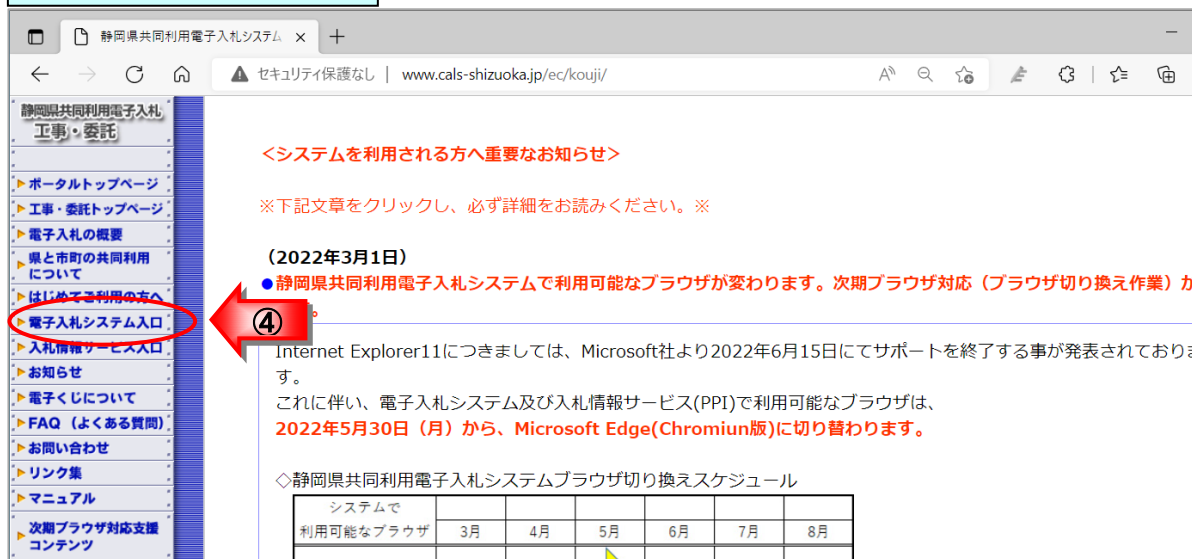 静岡県共同利用電子入札システム
セキュリティ保護なし | www.cals-shizuoka.jp/ec/kouji/
静岡県共同利用電子入札
工事・委託
ポータルトップページ
工事・委託トップページ
電子入札の概要
県と市町の共同利用
について
はじめてご利用の方へ
電子入札システム入口
入札情報サービス入口
お知らせ
電子くじについて
FAQ（よくある質問）
お問い合わせ
リンク集
マニュアル
次期ブラウザ対応支援
コンテンツ
④
<システムを利用される方へ重要なお知らせ>
※下記文章をクリックし、必ず詳細をお読みください。※
（2022年3月1日）
●静岡県共同利用電子入札システムで利用可能なブラウザが変わります。次期ブラウザ対応（ブラウザ切り換え作業）が
。
Internet Explorer11につきましては、Microsoft社より2022年6月15日にてサポートを終了する事が発表されておりま
す。
これに伴い、電子入札システム及び入札情報サービス(PPI)で利用可能なブラウザは、
2022年5月30日（月）から、Microsoft Edge(Chromiun版)に切り替わります。
◇静岡県共同利用電子入札システムブラウザ切り換えスケジュール
システムで
利用可能なブラウザ 3月 4月 5月 6月 7月 8月